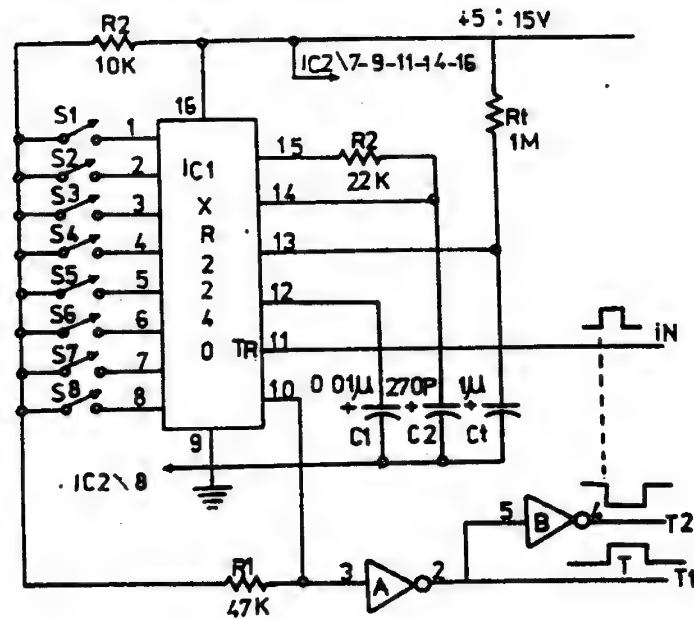 R2
10K
+5 : 15V
IC2\7-9-11-14-16
16
Rt
1M
S1
1
S2
2
S3
3
S4
4
S5
5
S6
6
S7
7
S8
8
IC1
X
R
2
2
4
0
TR
15
R2
22K
14
13
12
11
iN
10
0 01µ
+
C1
270P
+
C2
1µ
+
Ct
9
IC2\8
R1
47K
3
A
2
5
B
4
T2
T
T1